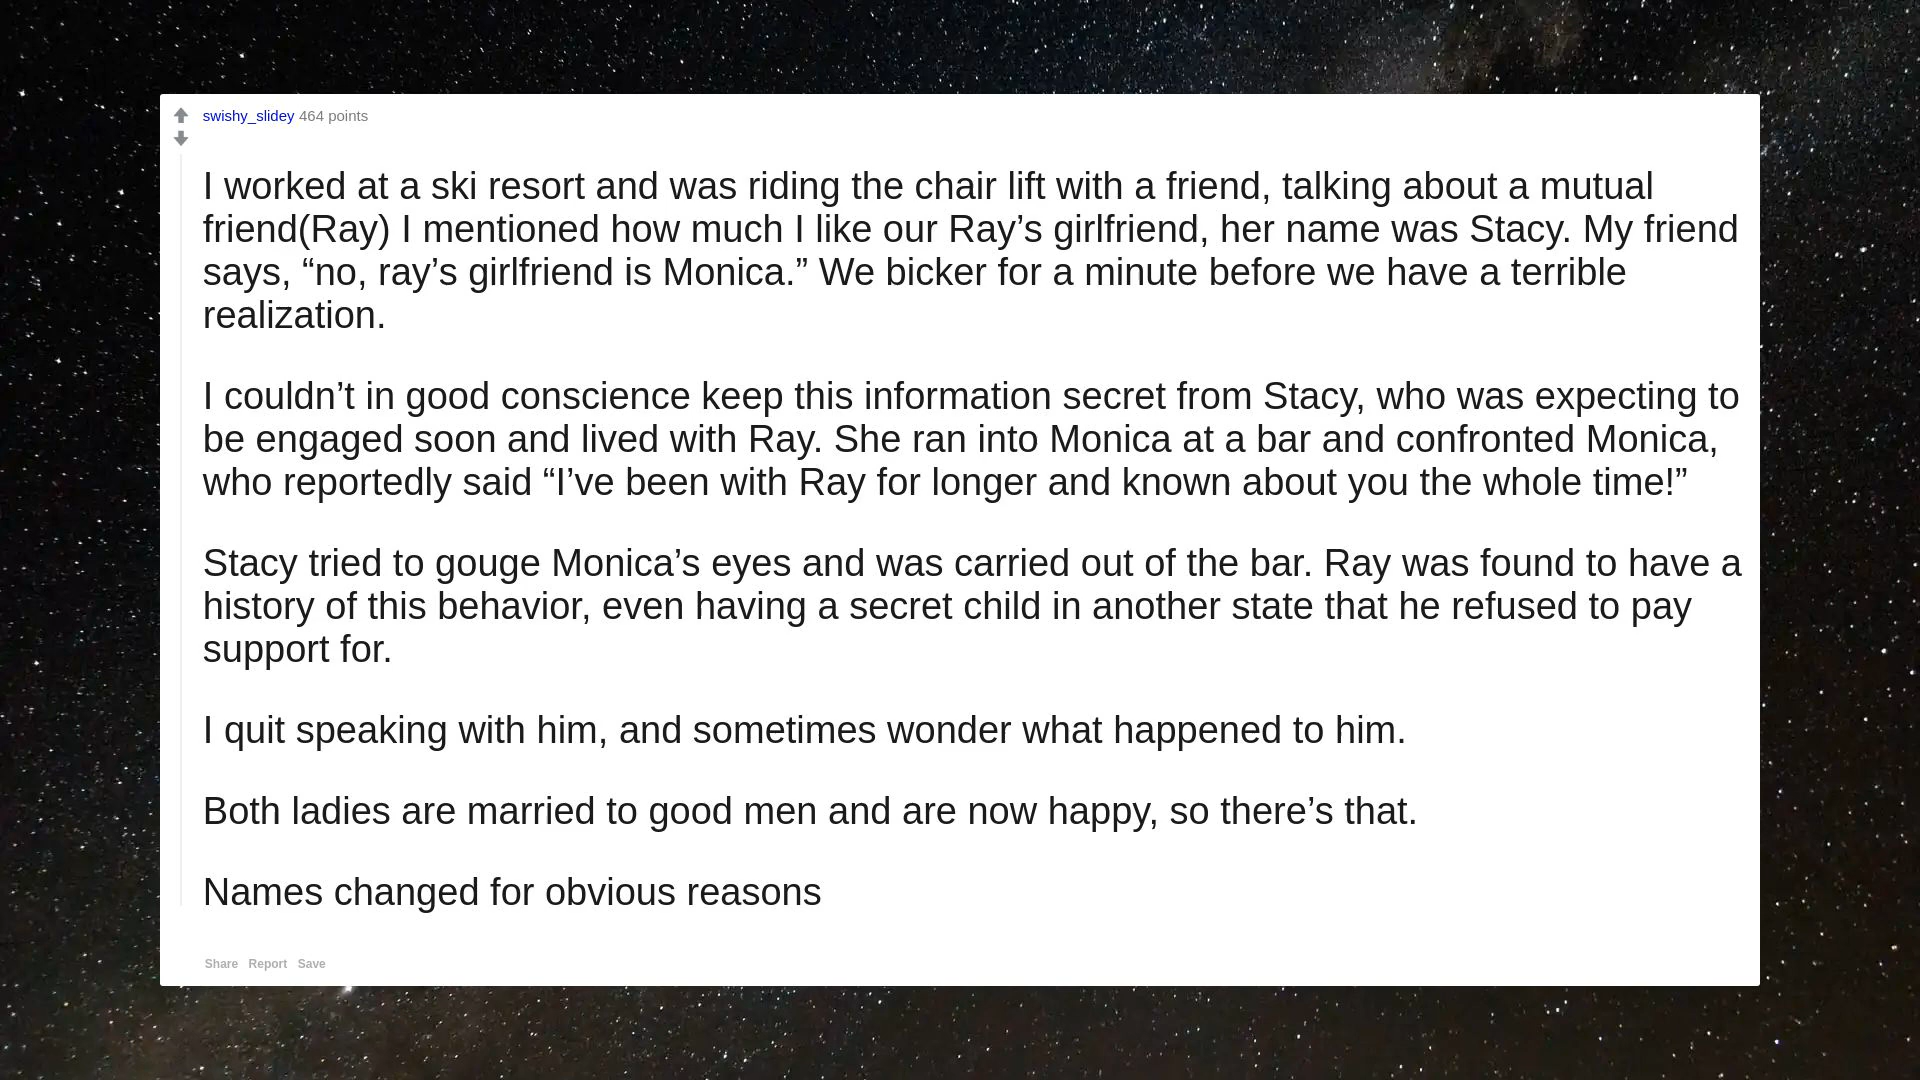 swishy_slidey 464 points
I worked at a ski resort and was riding the chair lift with a friend, talking about a mutual
friend(Ray) I mentioned how much I like our Ray’s girlfriend, her name was Stacy. My friend
says, “no, ray’s girlfriend is Monica.” We bicker for a minute before we have a terrible
realization.
I couldn’t in good conscience keep this information secret from Stacy, who was expecting to
be engaged soon and lived with Ray. She ran into Monica at a bar and confronted Monica,
who reportedly said “I’ve been with Ray for longer and known about you the whole time!”
Stacy tried to gouge Monica’s eyes and was carried out of the bar. Ray was found to have a
history of this behavior, even having a secret child in another state that he refused to pay
support for.
I quit speaking with him, and sometimes wonder what happened to him.
Both ladies are married to good men and are now happy, so there’s that.
Names changed for obvious reasons
Share Report Save